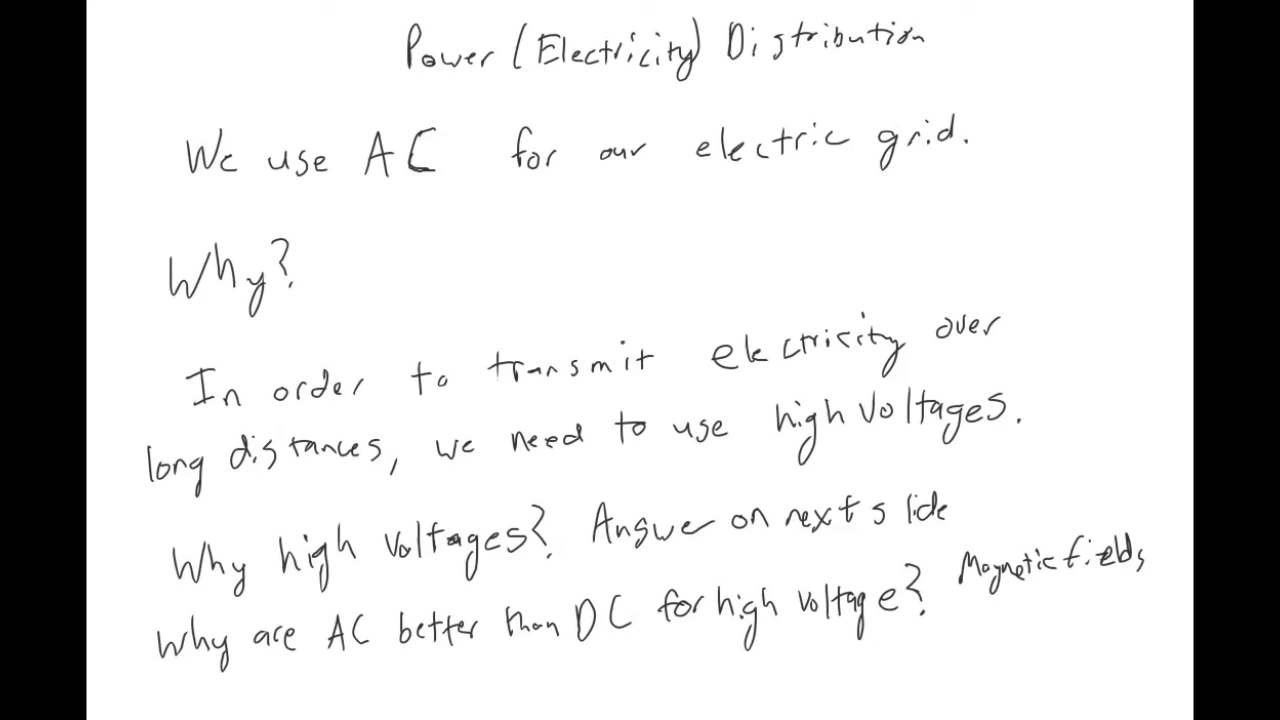 Power (Electricity) Distribution
We use AC for our electric grid.
Why?
In order to transmit electricity over
long distances, we need to use high voltages.
Why high voltages? Answer on next slide
Why are AC better than DC for high voltage? Magnetic fields